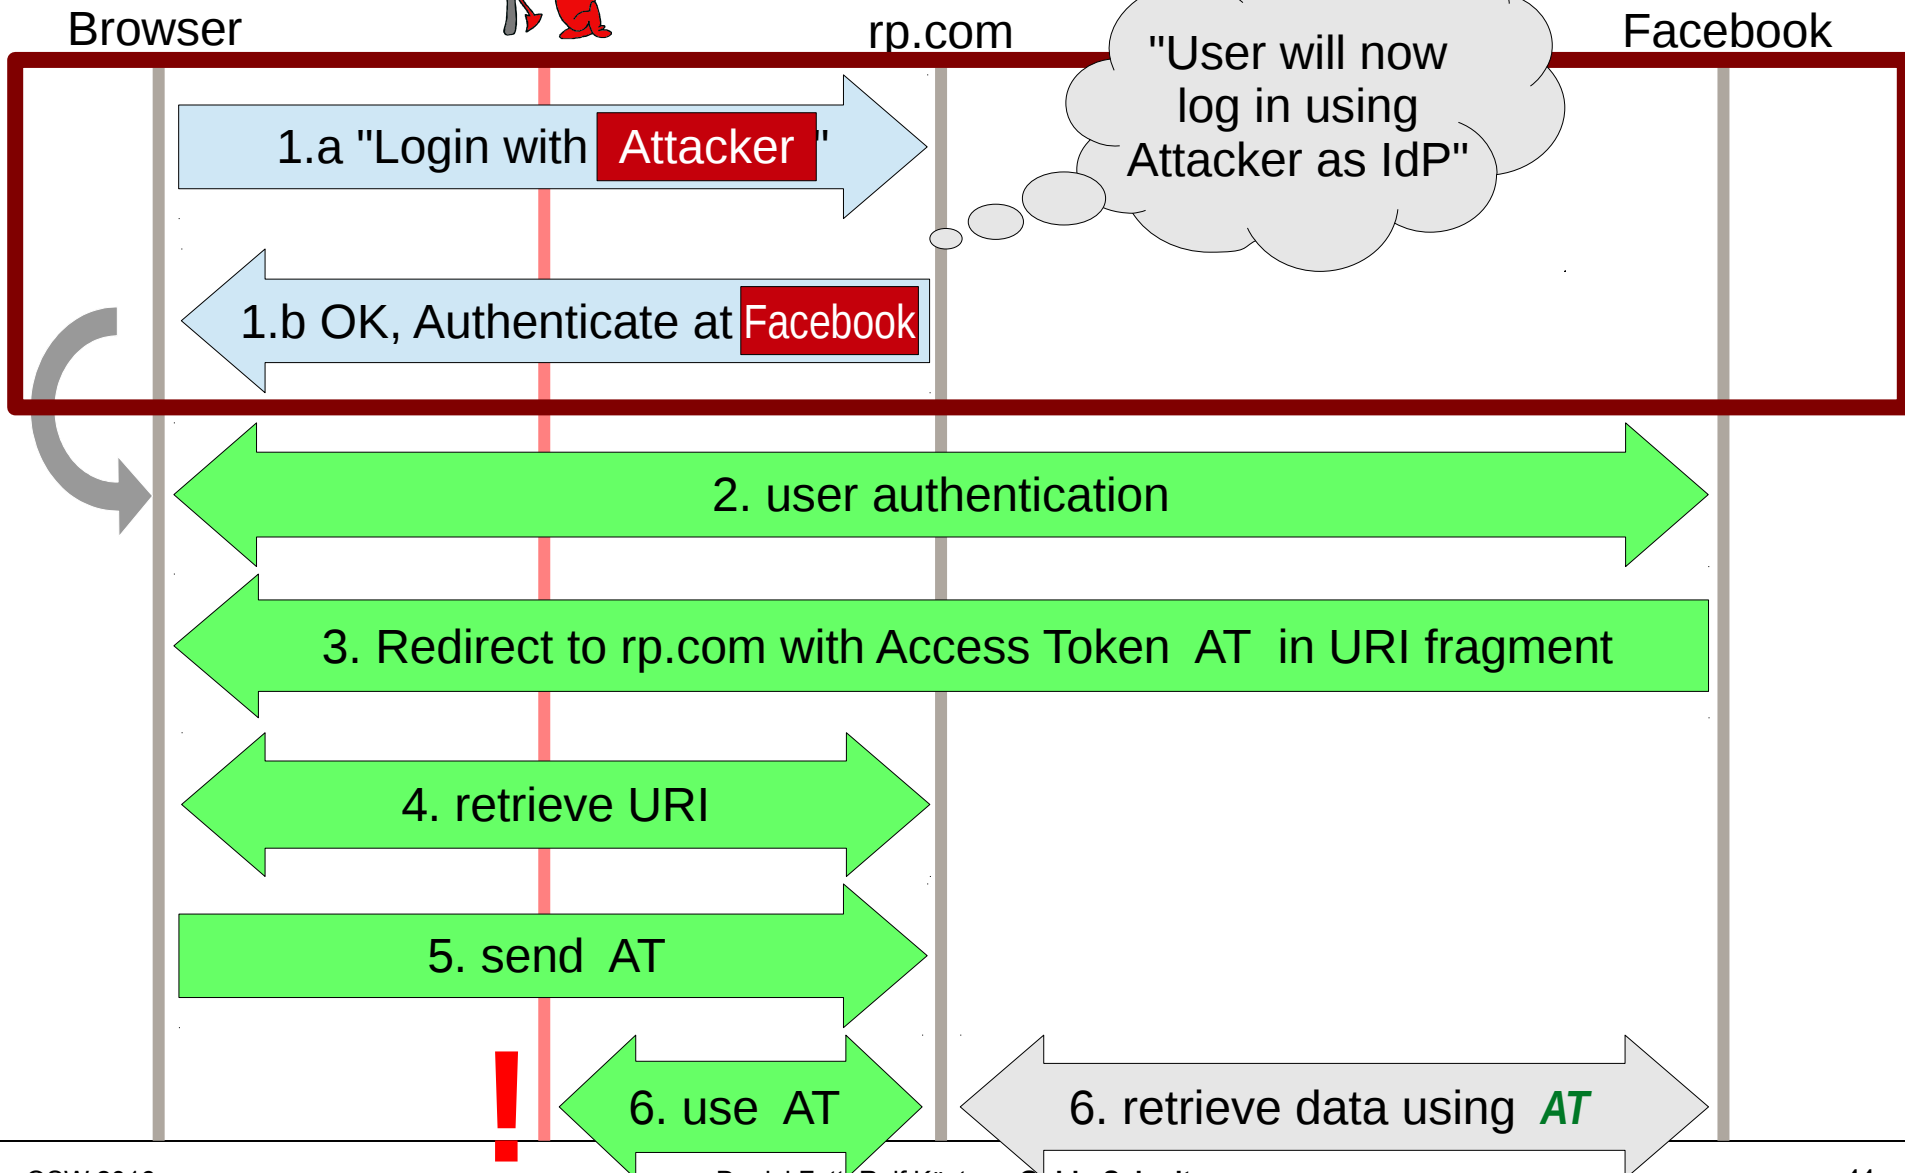 Browser
rp.com
Facebook
"User will now
log in using
Attacker as IdP"
1.a "Login with Attacker "
1.b OK, Authenticate at Facebook
2. user authentication
3. Redirect to rp.com with Access Token AT in URI fragment
4. retrieve URI
5. send AT
!
6. use AT
6. retrieve data using AT